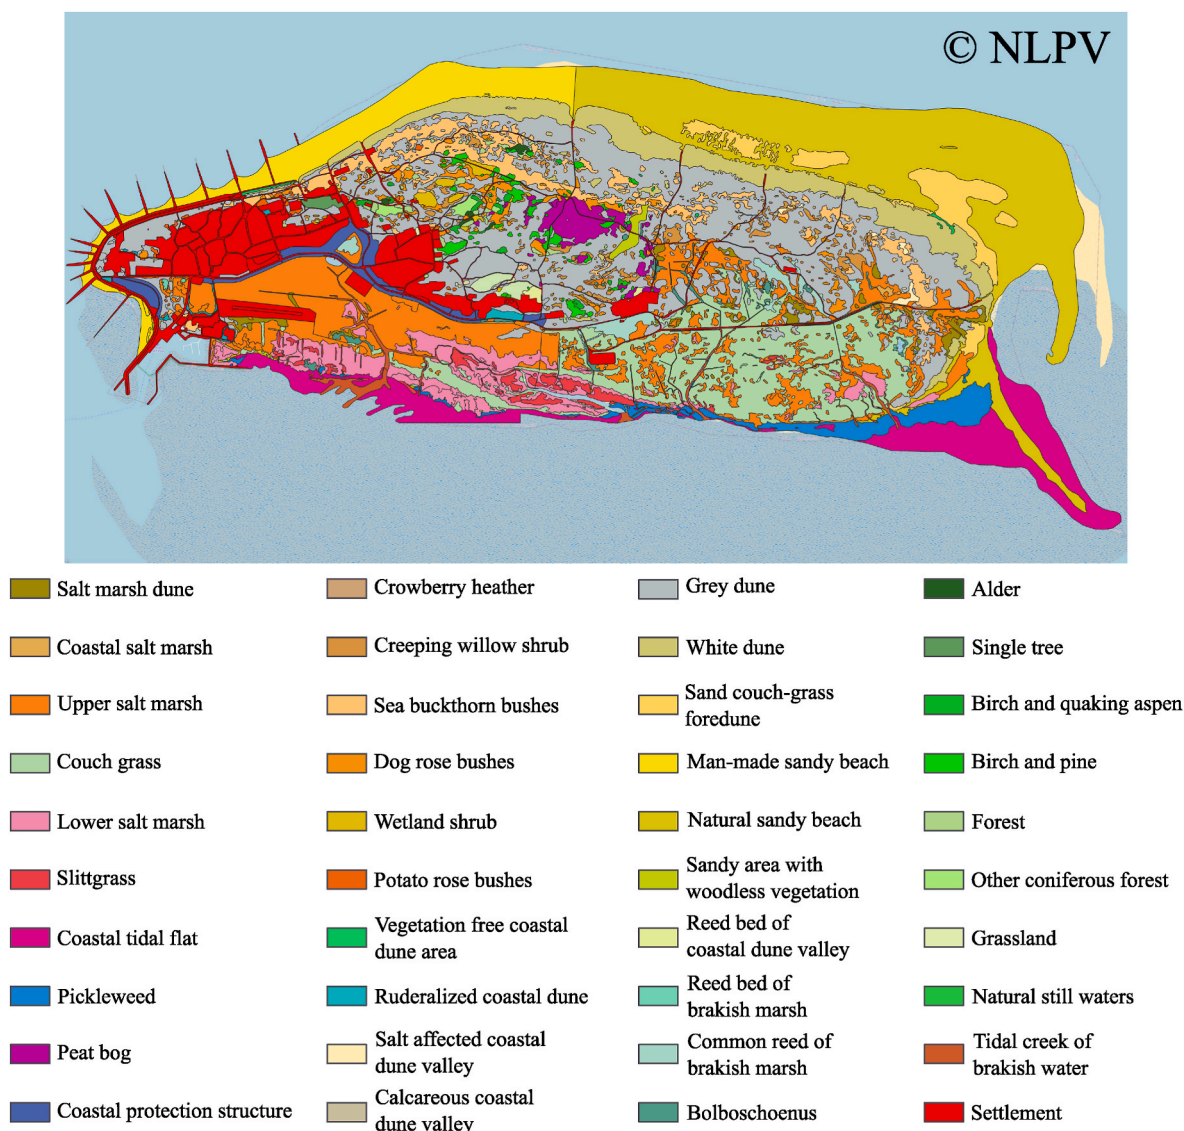 © NLPV
Salt marsh dune
Coastal salt marsh
Upper salt marsh
Couch grass
Lower salt marsh
Slittgrass
Coastal tidal flat
Pickleweed
Peat bog
Coastal protection structure
Crowberry heather
Creeping willow shrub
Sea buckthorn bushes
Dog rose bushes
Wetland shrub
Potato rose bushes
Vegetation free coastal
dune area
Ruderalized coastal dune
Salt affected coastal
dune valley
Calcareous coastal
dune valley
Grey dune
White dune
Sand couch-grass
foredune
Man-made sandy beach
Natural sandy beach
Sandy area with
woodless vegetation
Reed bed of
coastal dune valley
Reed bed of
brakish marsh
Common reed of
brakish marsh
Bolboschoenus
Alder
Single tree
Birch and quaking aspen
Birch and pine
Forest
Other coniferous forest
Grassland
Natural still waters
Tidal creek of
brakish water
Settlement